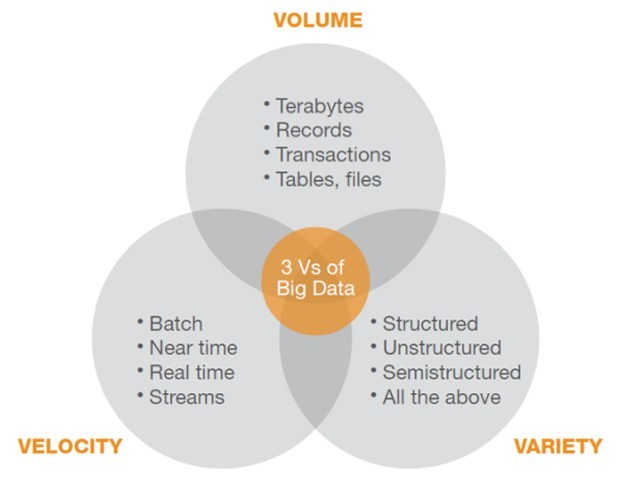 VOLUME
• Terabytes
• Records
• Transactions
• Tables, files
3 Vs of
Big Data
• Batch
• Near time
• Real time
• Streams
• Structured
• Unstructured
• Semistructured
• All the above
VELOCITY
VARIETY